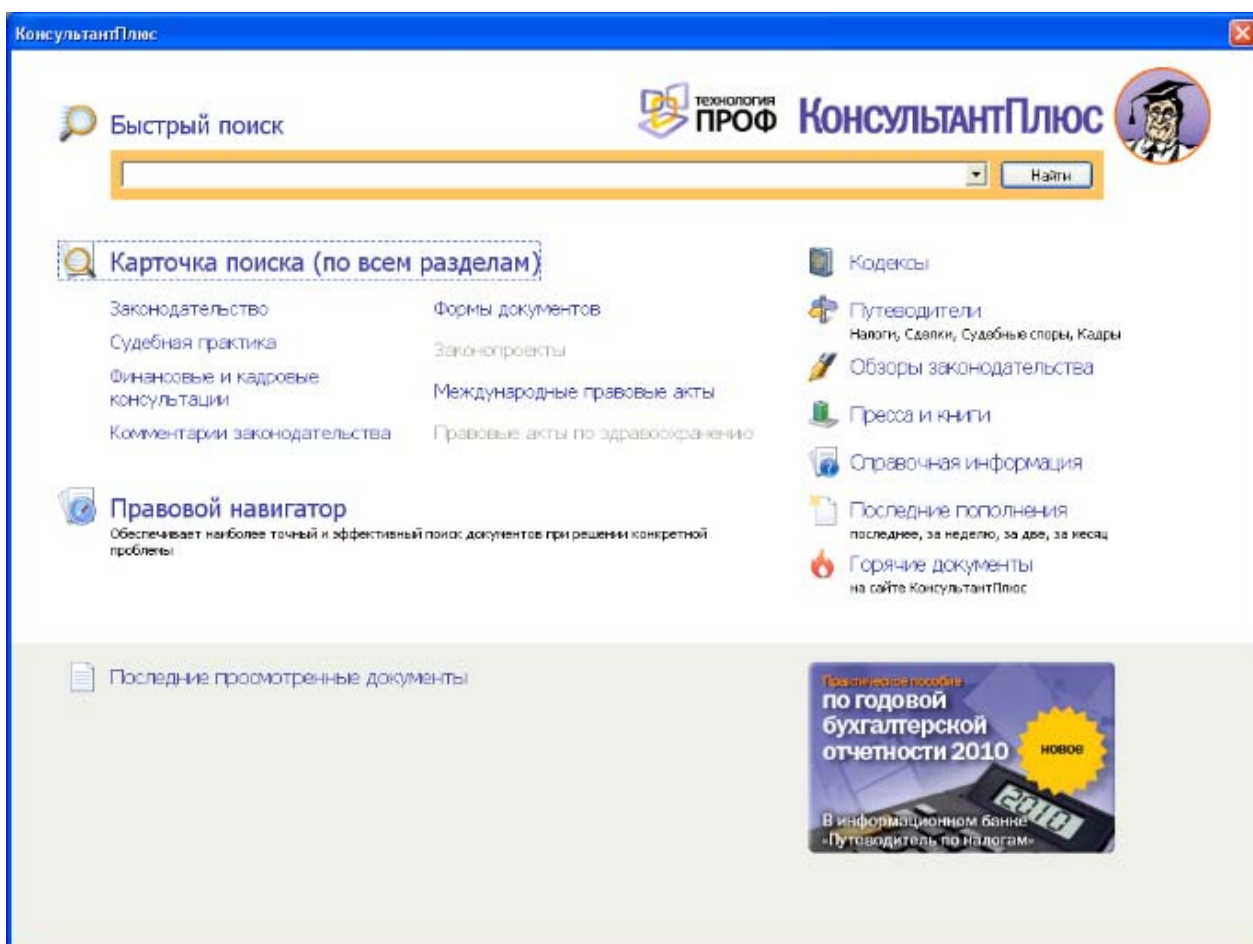 КонсультантПлюс
ТЕХНОЛОГИЯ
ПРОФ
КОНСУЛЬТАНТПЛЮС
Быстрый поиск
Найти
Карточка поиска (по всем разделам)
Законодательство
Судебная практика
Финансовые и кадровые
консультации
Комментарии законодательства
Формы документов
Законопроекты
Международные правовые акты
Правовые акты по здравоохранению
Правовой навигатор
Обеспечивает наиболее точный и эффективный поиск документов при решении конкретной
проблемы
Кодексы
Путеводители
Налоги, Сделки, Судебные споры, Кадры
Обзоры законодательства
Пресса и книги
Справочная информация
Последние пополнения
последнее, за неделю, за две, за месяц
Горячие документы
на сайте КонсультантПлюс
Последние просмотренные документы
Практическое пособие
по годовой
бухгалтерской
отчетности 2010
НОВОЕ
2010
В информационном банке
«Путеводитель по налогам»